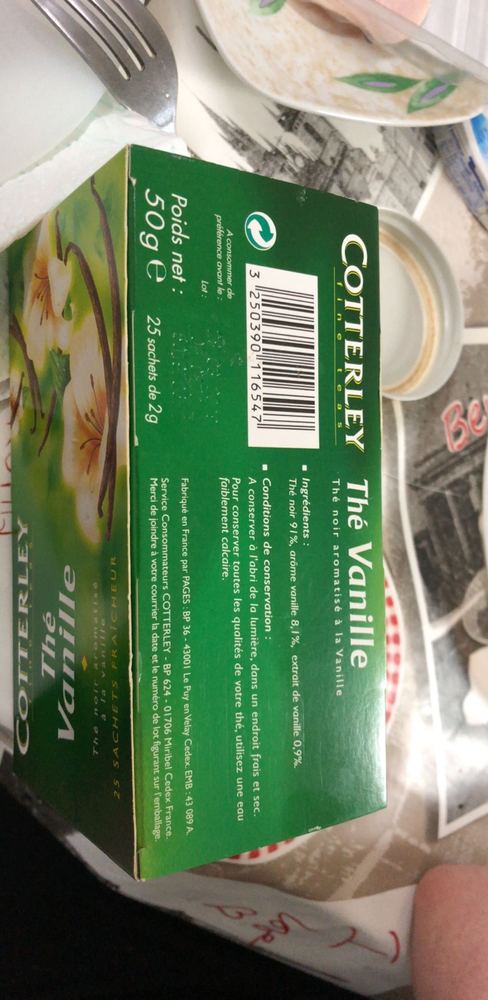 COTTERLEY
fine teas
Thé Vanille
Thé noir aromatisé à la Vanille
3 250390 116547
A consommer de
préférence avant le :
Lot :
Poids net :
50g e 25 sachets de 2g
▪ Ingrédients :
Thé noir 91%, arôme vanille 8,1%, extrait de vanille 0,9%.
▪ Conditions de conservation :
A conserver à l'abri de la lumière, dans un endroit frais et sec.
Pour conserver toutes les qualités de votre thé, utilisez une eau
faiblement calcaire.
Fabriqué en France par PAGES : BP 36 - 43001 Le Puy en Velay Cedex. EMB : 43 089 A.
Service Consommateurs COTTERLEY - BP 624 - 01706 Miribel Cedex France.
Merci de joindre à votre courrier la date et le numéro de lot figurant sur l'emballage.
COTTERLEY
Thé
Vanille
Thé noir aromatisé
à la vanille
25 SACHETS FRAICHEUR
Be